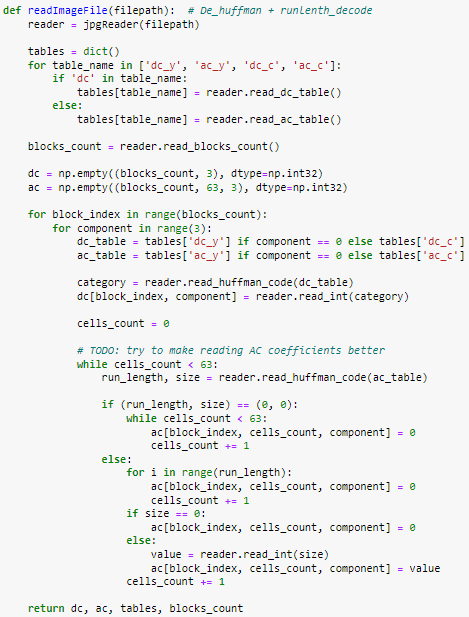 def readImageFile(filepath):  # De_huffman + runlenth_decode
    reader = jpgReader(filepath)

    tables = dict()
    for table_name in ['dc_y', 'ac_y', 'dc_c', 'ac_c']:
        if 'dc' in table_name:
            tables[table_name] = reader.read_dc_table()
        else:
            tables[table_name] = reader.read_ac_table()

    blocks_count = reader.read_blocks_count()

    dc = np.empty((blocks_count, 3), dtype=np.int32)
    ac = np.empty((blocks_count, 63, 3), dtype=np.int32)

    for block_index in range(blocks_count):
        for component in range(3):
            dc_table = tables['dc_y'] if component == 0 else tables['dc_c']
            ac_table = tables['ac_y'] if component == 0 else tables['ac_c']

            category = reader.read_huffman_code(dc_table)
            dc[block_index, component] = reader.read_int(category)

            cells_count = 0

            # TODO: try to make reading AC coefficients better
            while cells_count < 63:
                run_length, size = reader.read_huffman_code(ac_table)

                if (run_length, size) == (0, 0):
                    while cells_count < 63:
                        ac[block_index, cells_count, component] = 0
                        cells_count += 1
                else:
                    for i in range(run_length):
                        ac[block_index, cells_count, component] = 0
                        cells_count += 1
                    if size == 0:
                        ac[block_index, cells_count, component] = 0
                    else:
                        value = reader.read_int(size)
                        ac[block_index, cells_count, component] = value
                    cells_count += 1

    return dc, ac, tables, blocks_count